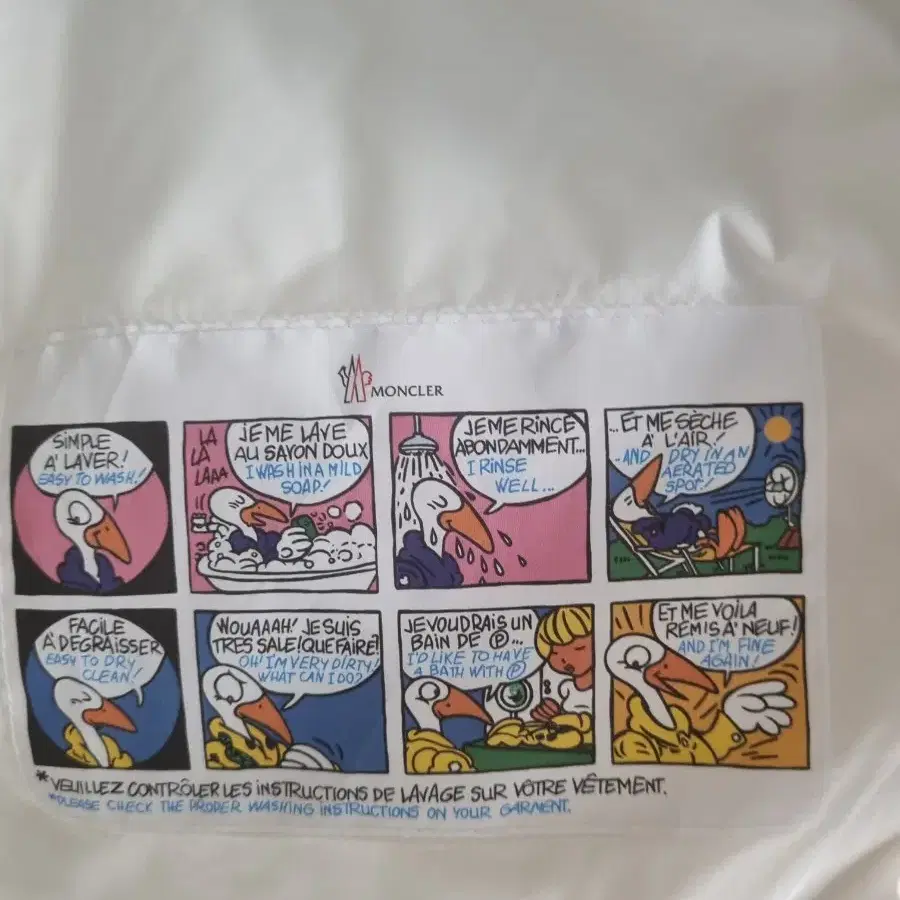 MONCLER
SIMPLE
A' LAVER!
EASY TO WASH!
LA
LA
LAAA
JE ME LAVE
AU SAVON DOUX
I WASH IN A MILD
SOAP!
JE ME RINCE
ABONDAMMENT...
I RINSE
WELL...
...ET ME SÈCHE
A' L'AIR!
..AND DRY IN AN
AERATED
SPOT!
FACILE
A' DEGRAISSER
EASY TO DRY
CLEAN!
WOUAAAH! JE SUIS
TRES SALE! QUE FAIRE?
OH! I'M VERY DIRTY!
WHAT CAN I DO?
JE VOUDRAIS UN
BAIN DE Ⓟ...
I'D LIKE TO HAVE
A BATH WITH Ⓟ
ET ME VOILA
REMIS A' NEUF!
AND I'M FINE
AGAIN!
*VEUILLEZ CONTRÔLER LES INSTRUCTIONS DE LAVAGE SUR VÔTRE VÊTEMENT.
*PLEASE CHECK THE PROPER WASHING INSTRUCTIONS ON YOUR GARMENT.